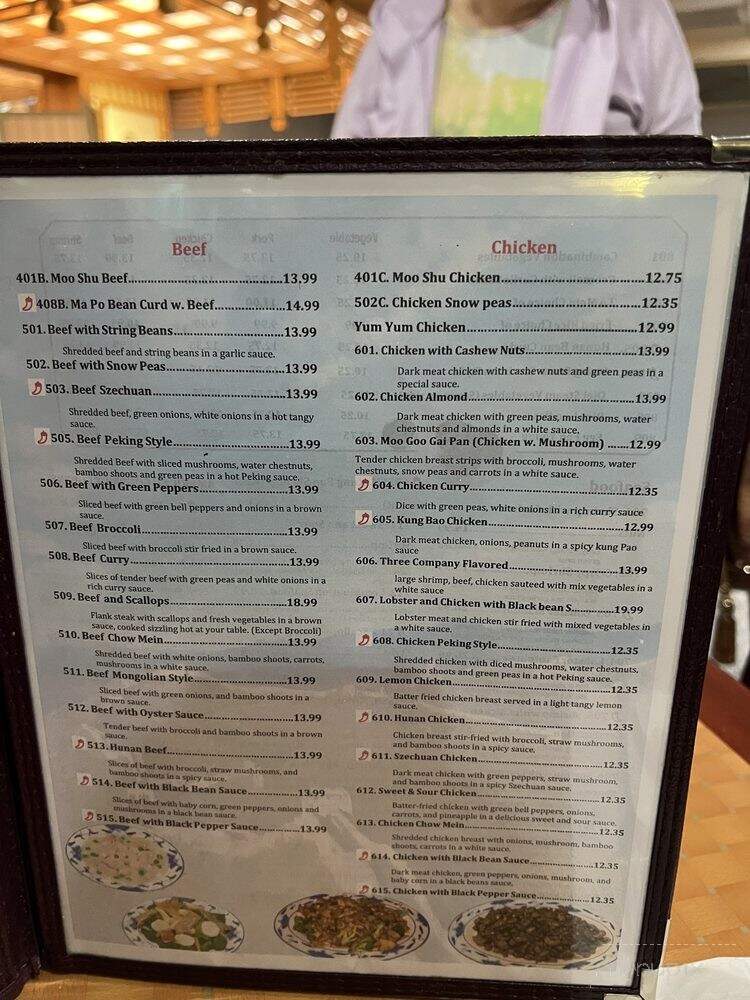 Beef
401B. Moo Shu Beef...13,99
408B. Ma Po Bean Curd w. Beef...14.99
501. Beef with String Beans...13.99
Shredded beef and string beans in a garlic sauce.
502. Beef with Snow Peas...13.99
503. Beef Szechuan...13.99
Shredded beef, green onions, white onions in a hot tangy
sauce.
505. Beef Peking Style...13.99
Shredded Beef with sliced mushrooms, water chestnuts,
bamboo shoots and green peas in a hot Peking sauce.
506. Beef with Green Peppers...13.99
Sliced beef with green bell peppers and onions in a brown
sauce.
507. Beef Broccoli...13.99
Sliced beef with broccoli stir fried in a brown sauce.
508. Beef Curry...13.99
Slices of tender beef with green peas and white onions in a
rich curry sauce.
509. Beef and Scallops...18.99
Flank steak with scallops and fresh vegetables in a brown
sauce, cooked sizzling hot at your table. (Except Broccoli)
510. Beef Chow Mein...13.99
Shredded beef with white onions, bamboo shoots, carrots,
mushrooms in a white sauce.
511. Beef Mongolian Style...13.99
Sliced beef with green onions, and bamboo shoots in a
brown sauce.
512. Beef with Oyster Sauce...13.99
Tender beef with broccoli and bamboo shoots in a brown
sauce.
513. Hunan Beef...13.99
Slices of beef with broccoli, straw mushrooms, and
bamboo shoots in a spicy sauce.
514. Beef with Black Bean Sauce...13.99
Slices of beef with baby corn, green peppers, onions and
mushrooms in a black bean sauce.
515. Beef with Black Pepper Sauce...13.99
Chicken
401C. Moo Shu Chicken...12.75
502C. Chicken Snow peas...12.35
Yum Yum Chicken...12.99
601. Chicken with Cashew Nuts...13.99
Dark meat chicken with cashew nuts and green peas in a
special sauce.
602. Chicken Almond...13.99
Dark meat chicken with green peas, mushrooms, water
chestnuts and almonds in a white sauce.
603. Moo Goo Gai Pan (Chicken w. Mushroom) ......12.99
Tender chicken breast strips with broccoli, mushrooms, water
chestnuts, snow peas and carrots in a white sauce.
604. Chicken Curry...12.35
Dice with green peas, white onions in a rich curry sauce
605. Kung Bao Chicken...12.99
Dark meat chicken, onions, peanuts in a spicy kung Pao
sauce
606. Three Company Flavored...13.99
large shrimp, beef, chicken sauteed with mix vegetables in a
white sauce
607. Lobster and Chicken with Black bean S...19.99
Lobster meat and chicken stir fried with mixed vegetables in
a white sauce.
608. Chicken Peking Style...12.35
Shredded chicken with diced mushrooms, water chestnuts,
bamboo shoots and green peas in a hot Peking sauce.
609. Lemon Chicken...12.35
Batter fried chicken breast served in a light tangy lemon
sauce.
610. Hunan Chicken...12.35
Chicken breast stir-fried with broccoli, straw mushrooms,
and bamboo shoots in a spicy sauce.
611. Szechuan Chicken...12.35
Dark meat chicken with green peppers, straw mushroom,
and bamboo shoots in a spicy Szechuan sauce.
612. Sweet & Sour Chicken...12.35
Batter-fried chicken with green bell peppers, onions,
carrots, and pineapple in a delicious sweet and sour sauce.
613. Chicken Chow Mein...12.35
Shredded chicken breast with onions, mushroom, bamboo
shoots, carrots in a white sauce.
614. Chicken with Black Bean Sauce...12.35
Dark meat chicken, green peppers, onions, mushroom, and
baby corn in a black beans sauce.
615. Chicken with Black Pepper Sauce...12.35